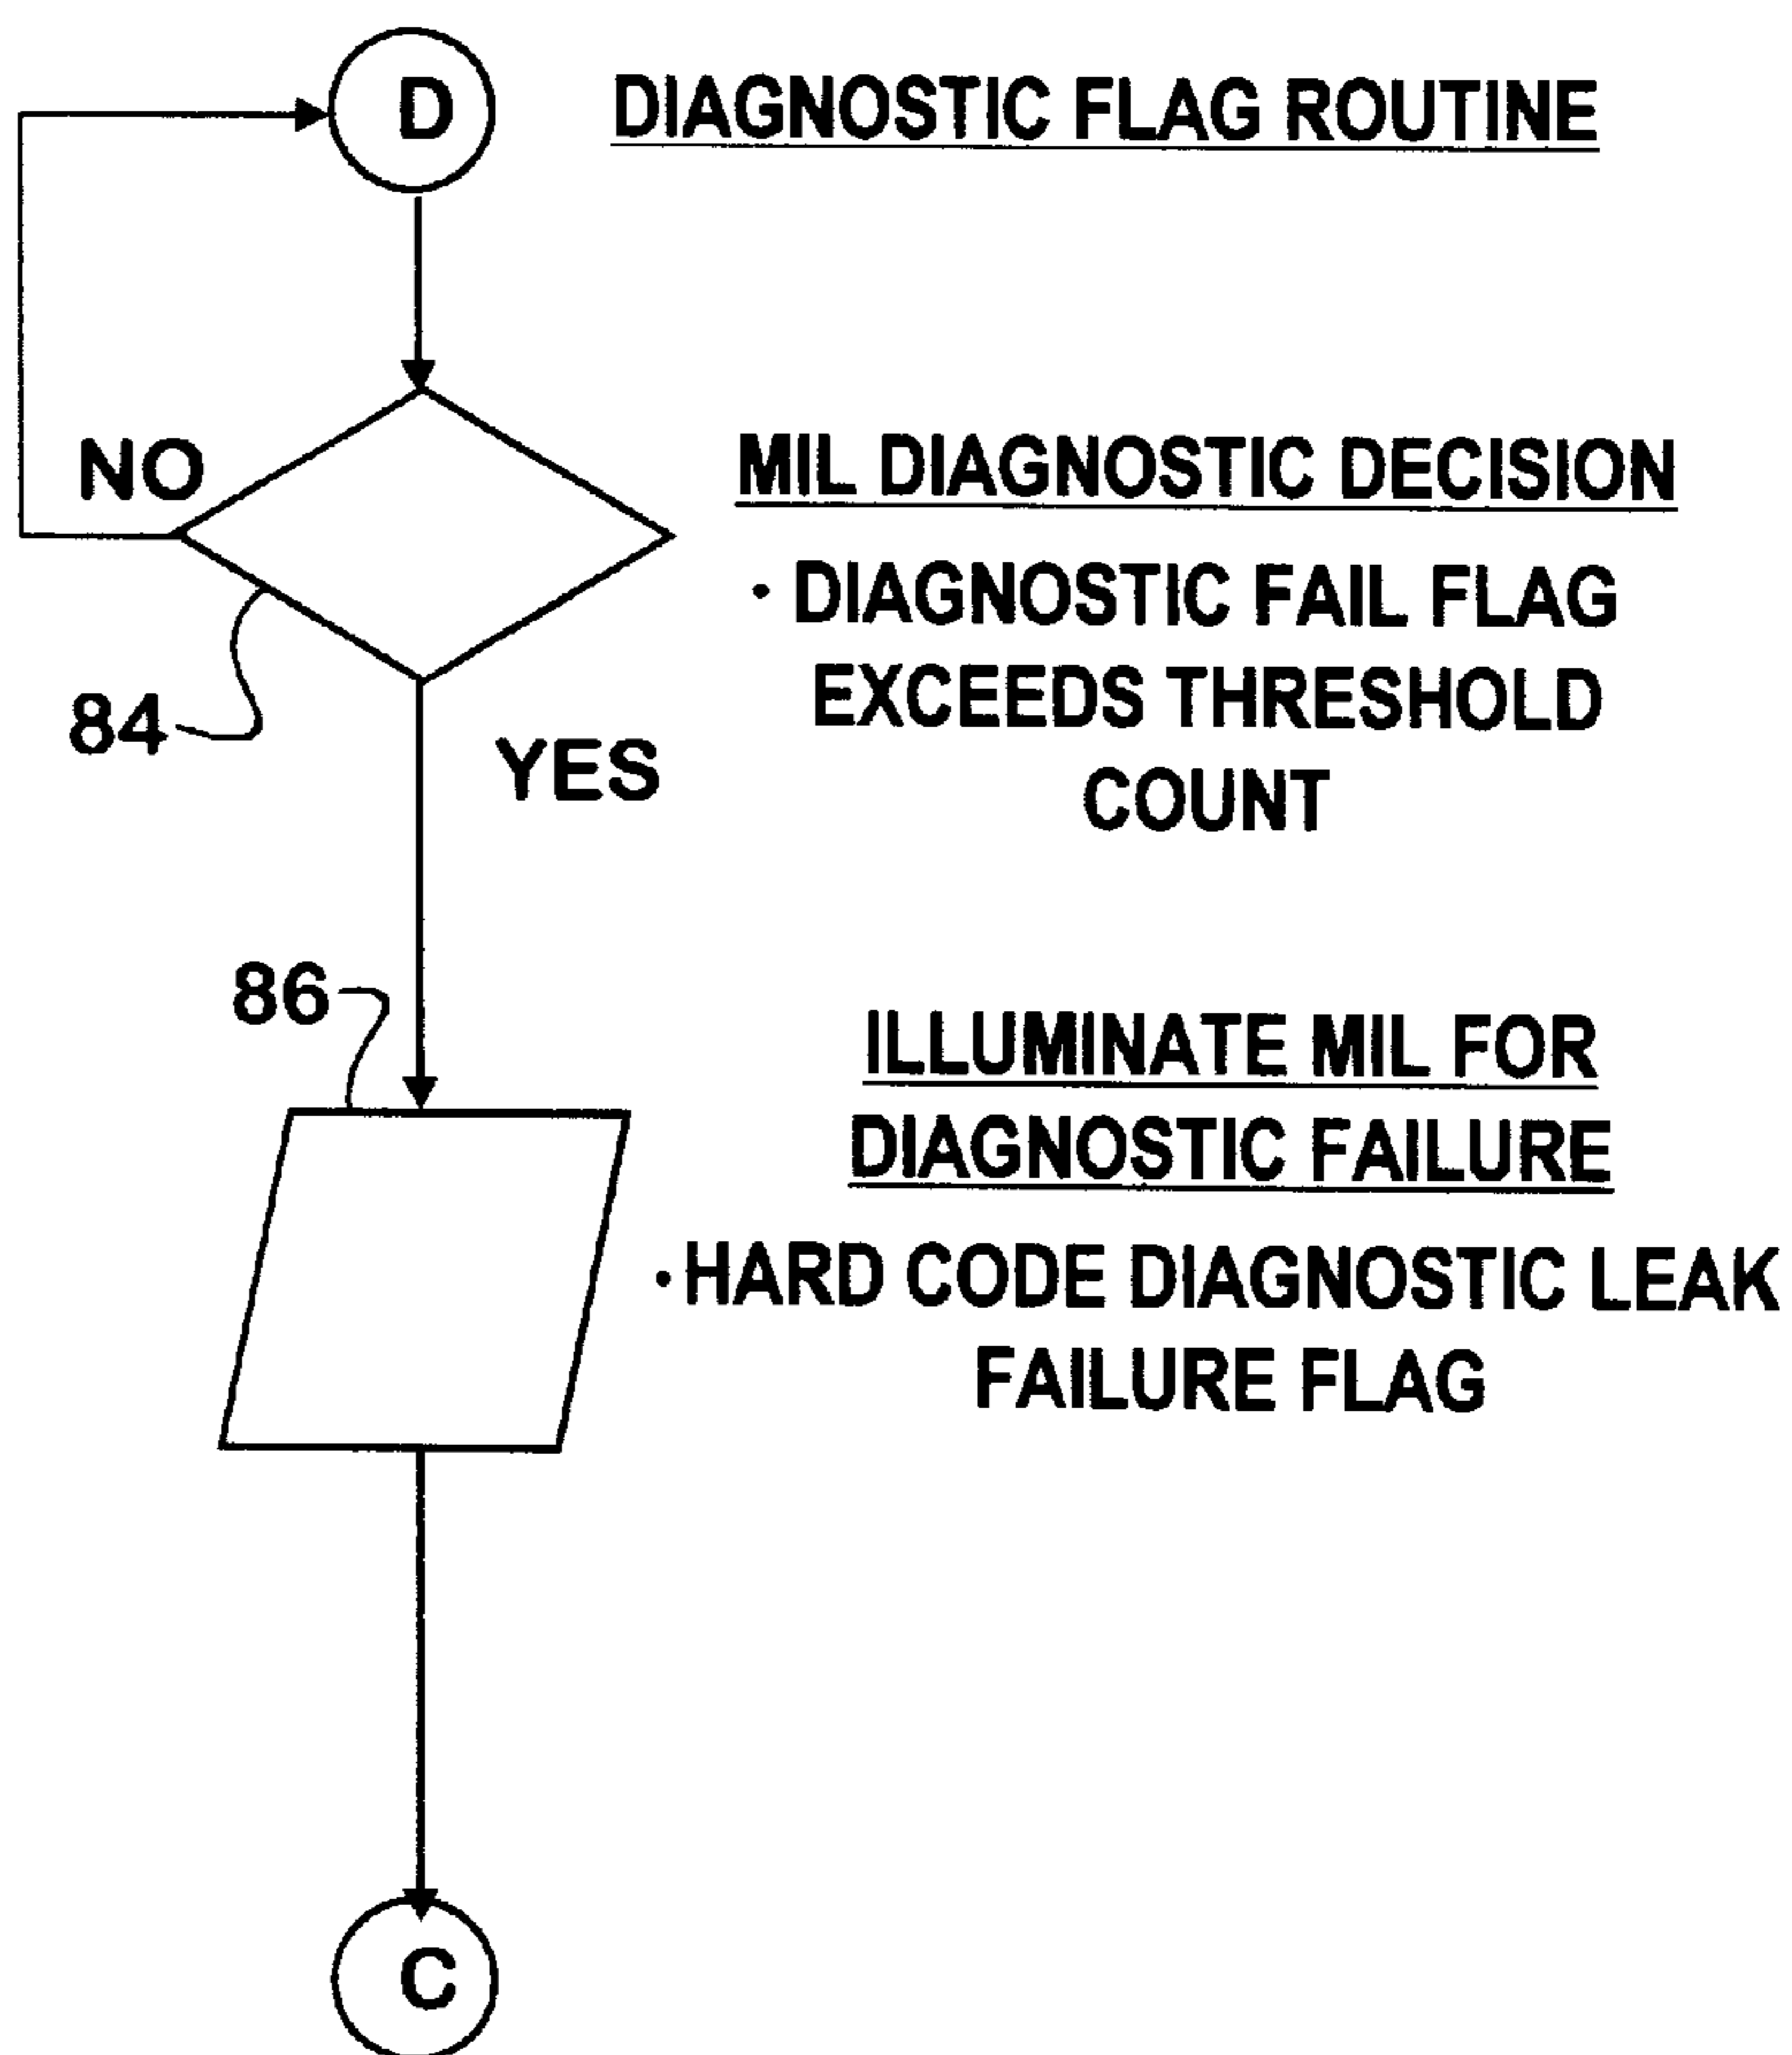 D
DIAGNOSTIC FLAG ROUTINE
NO
MIL DIAGNOSTIC DECISION
· DIAGNOSTIC FAIL FLAG
EXCEEDS THRESHOLD
COUNT
84
YES
86
ILLUMINATE MIL FOR
DIAGNOSTIC FAILURE
· HARD CODE DIAGNOSTIC LEAK
FAILURE FLAG
C